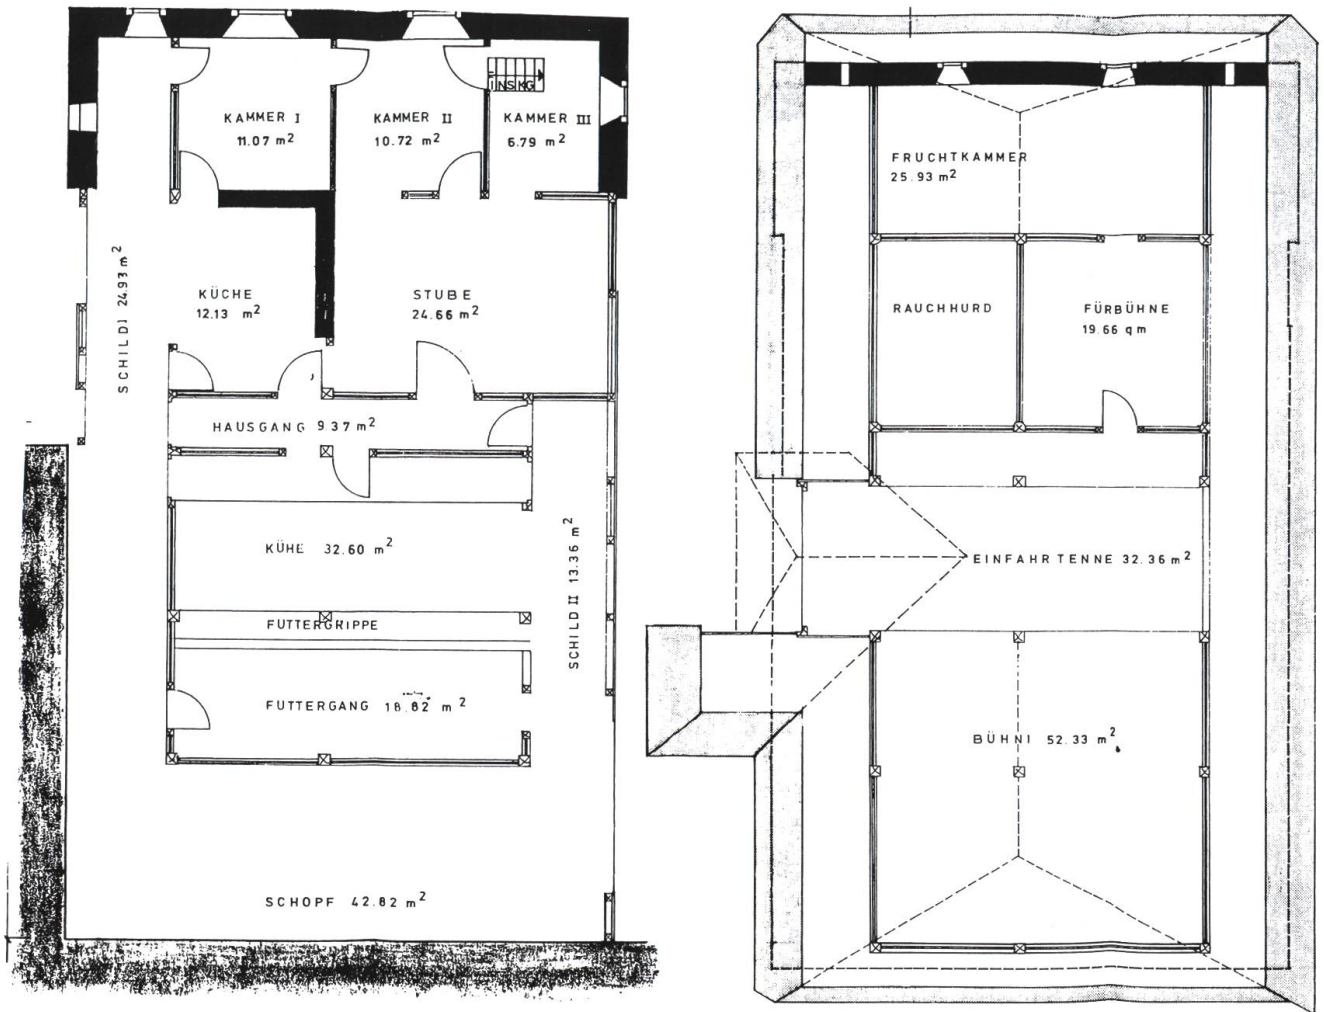 INS KG
KAMMER I
11.07 m²
KAMMER II
10.72 m²
KAMMER III
6.79 m²
SCHILDI 24.93 m²
KÜCHE
12.13 m²
STUBE
24.66 m²
HAUSGANG 9.37 m²
KÜHE 32.60 m²
SCHILD II 13.36 m²
FUTTERGRIPPE
FUTTERGANG 18.82 m²
SCHOPF 42.82 m²
FRUCHTKAMMER
25.93 m²
RAUCHHURD
FÜRBÜHNE
19.66 qm
EINFAHRTENNE 32.36 m²
BÜHNI 52.33 m²